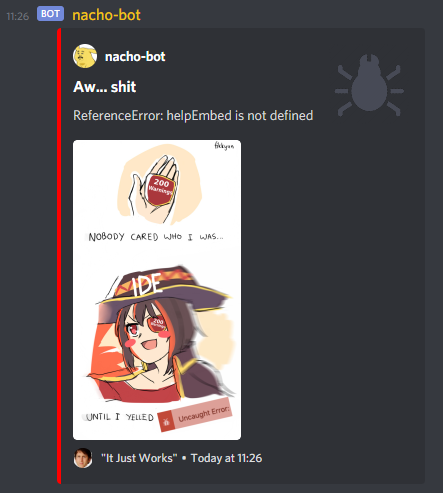 11:26 BOT nacho-bot
nacho-bot
Aw... shit
ReferenceError: helpEmbed is not defined
200
Warnings
NOBODY CARED WHO I WAS...
IDE
200
UNTIL I YELLED Uncaught Error:
"It Just Works" • Today at 11:26